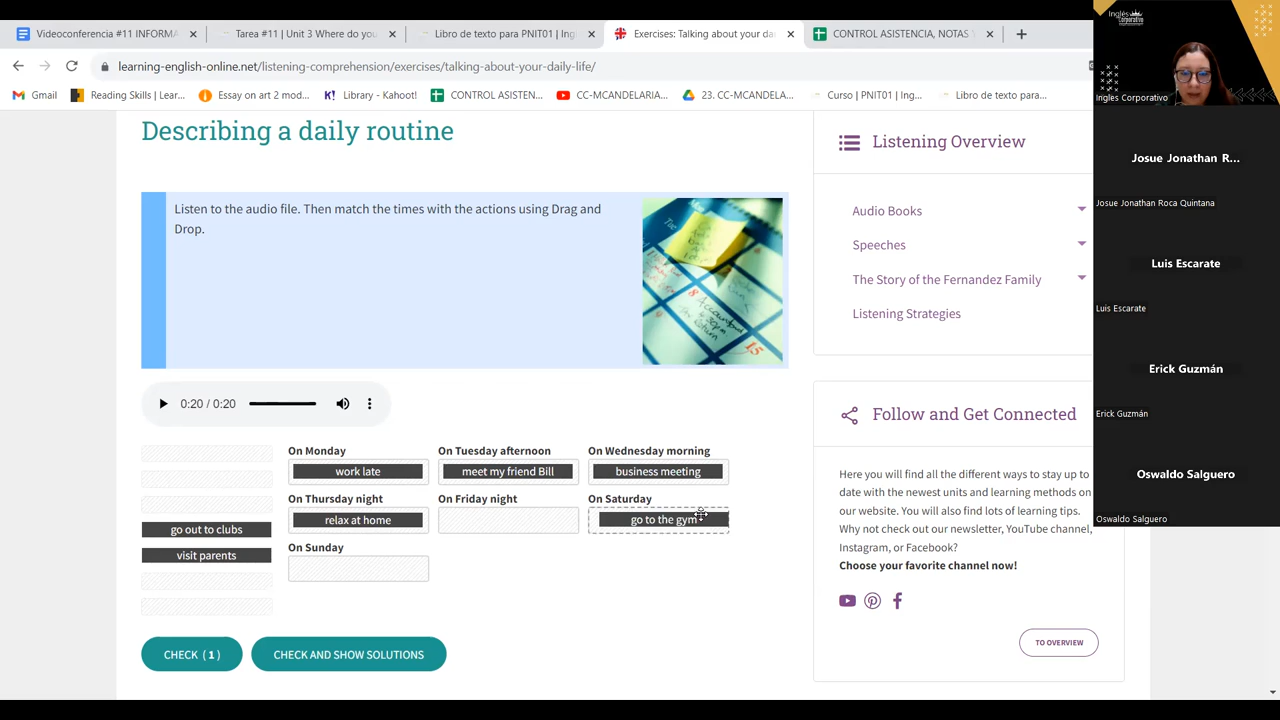 Videoconferencia #11 INFORMA
Tarea #11 | Unit 3 Where do you
Libro de texto para PNIT01 | Ing
Exercises: Talking about your da
CONTROL ASISTENCIA, NOTAS
learning-english-online.net/listening-comprehension/exercises/talking-about-your-daily-life/
Gmail
Reading Skills | Lear...
Essay on art 2 mod...
Library - Kahoot!
CONTROL ASISTEN...
CC-MCANDELARIA...
23. CC-MCANDELA...
Curso | PNIT01 | Ing...
Libro de texto para...
Describing a daily routine
Listen to the audio file. Then match the times with the actions using Drag and
Drop.
8
15
0:20 / 0:20
On Monday
On Tuesday afternoon
On Wednesday morning
work late
meet my friend Bill
business meeting
On Thursday night
On Friday night
On Saturday
relax at home
go to the gym
go out to clubs
visit parents
On Sunday
CHECK ( 1 )
CHECK AND SHOW SOLUTIONS
Listening Overview
Audio Books
Speeches
The Story of the Fernandez Family
Listening Strategies
Follow and Get Connected
Here you will find all the different ways to stay up to
date with the newest units and learning methods on
our website. You will also find lots of learning tips.
Why not check out our newsletter, YouTube channel,
Instagram, or Facebook?
Choose your favorite channel now!
TO OVERVIEW
Inglés
Corporativo
Ingles Corporativo
Josue Jonathan R...
Josue Jonathan Roca Quintana
Luis Escarate
Luis Escarate
Erick Guzmán
Erick Guzmán
Oswaldo Salguero
Oswaldo Salguero